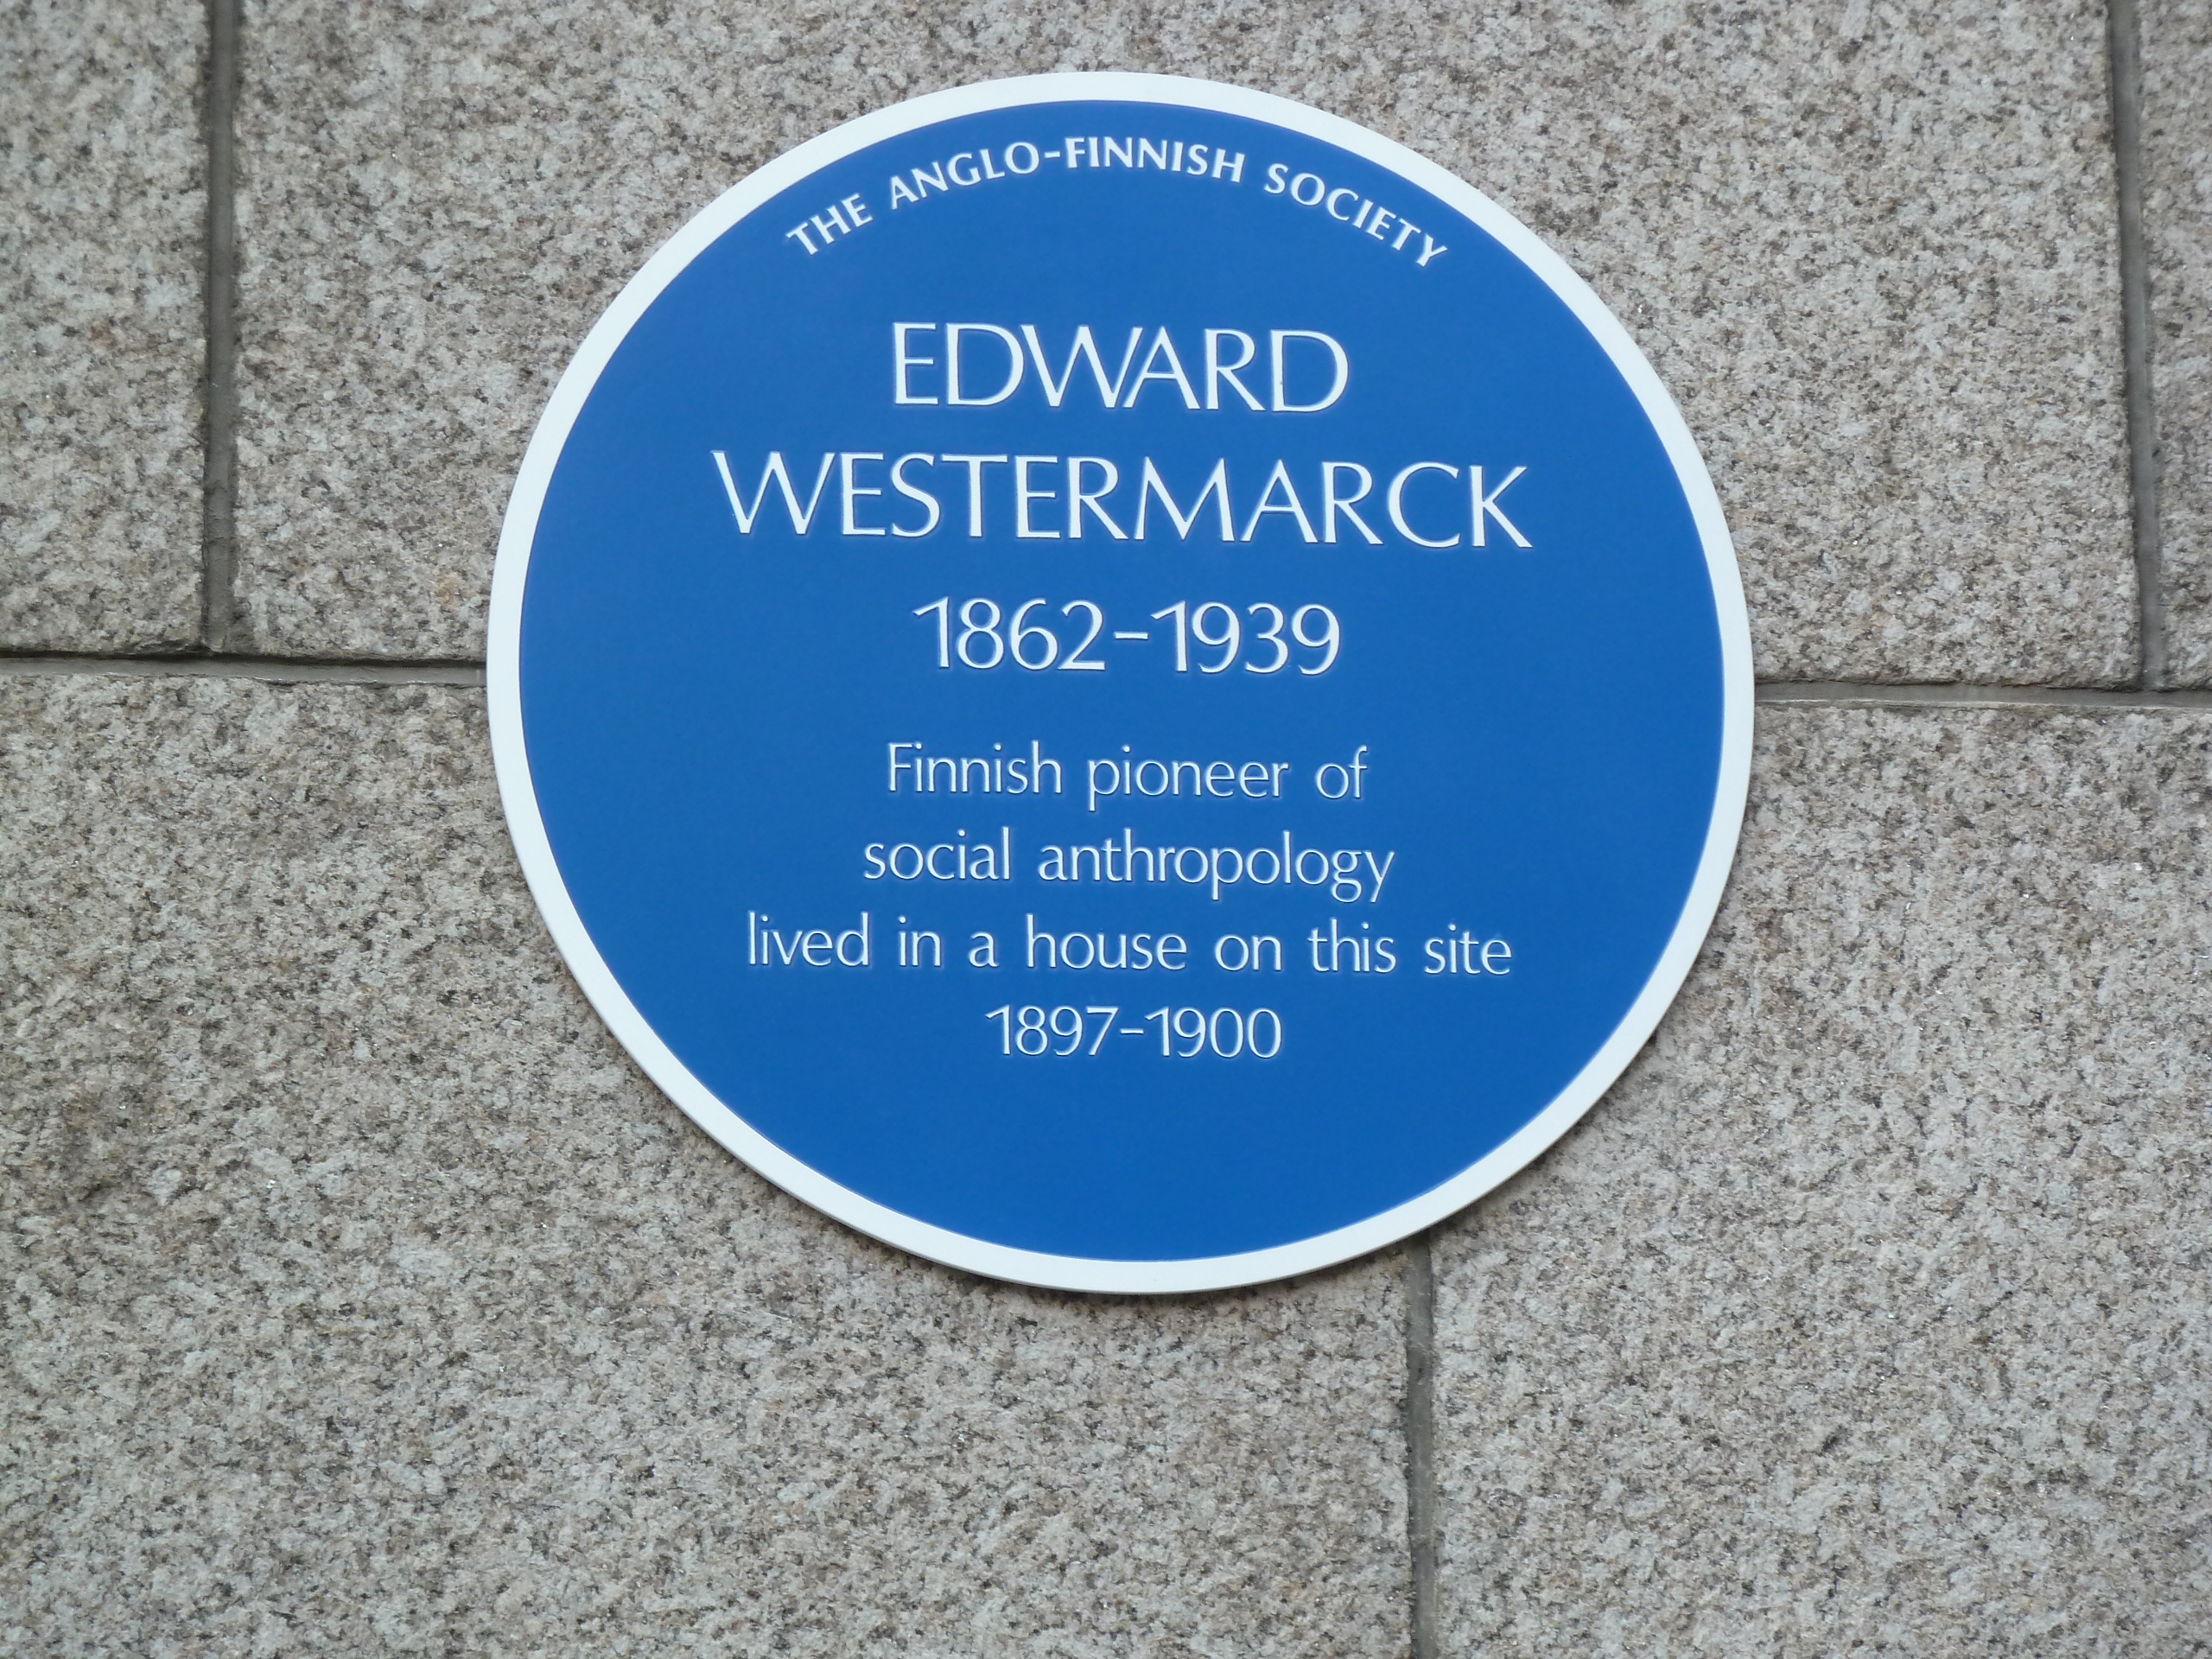 THE ANGLO-FINNISH SOCIETY
EDWARD
WESTERMARCK
1862-1939
Finnish pioneer of
social anthropology
lived in a house on this site
1897-1900